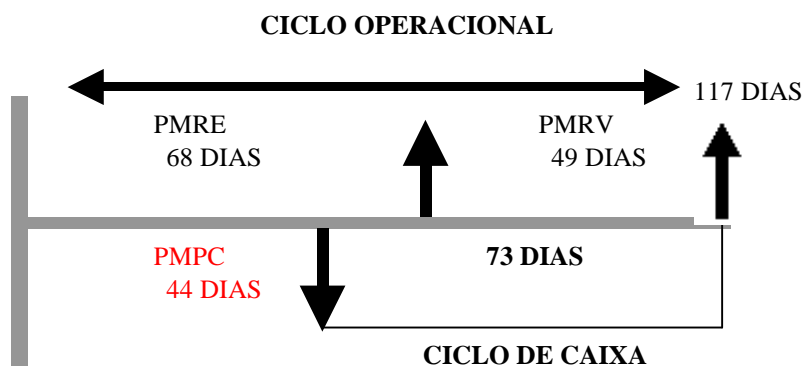 CICLO OPERACIONAL
117 DIAS
PMRE
68 DIAS
PMRV
49 DIAS
PMPC
44 DIAS
73 DIAS
CICLO DE CAIXA